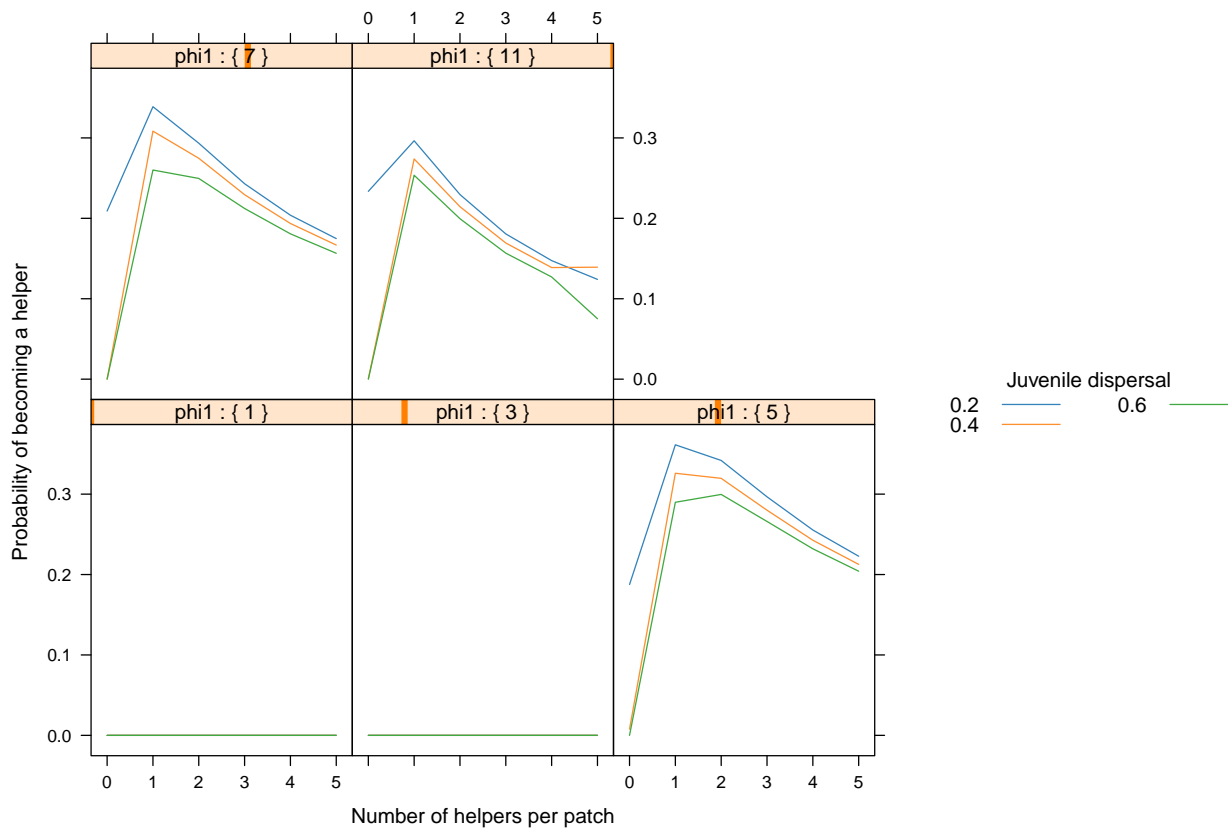 0 1 2 3 4 5
phi1 : { 7 } phi1 : { 11 }
0.3
0.2
0.1
0.0
phi1 : { 1 } phi1 : { 3 } phi1 : { 5 }
0.3
0.2
0.1
0.0
0 1 2 3 4 5 0 1 2 3 4 5
Number of helpers per patch
Probability of becoming a helper
Juvenile dispersal
0.2 0.6
0.4